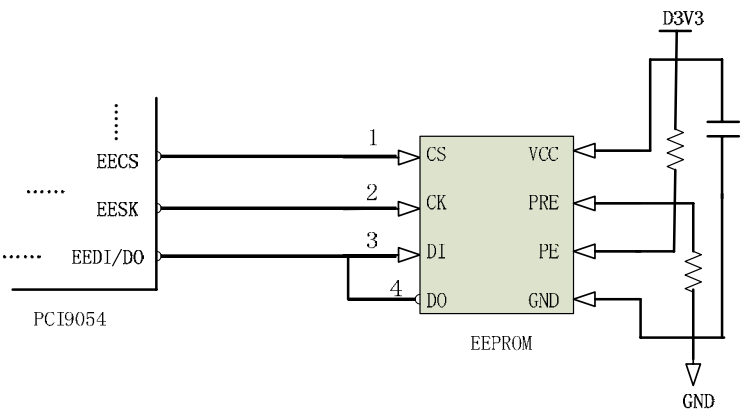 D3V3
1
EECS
CS
VCC
2
EESK
CK
PRE
3
EEDI/DO
DI
PE
4
DO
GND
PCI9054
EEPROM
GND